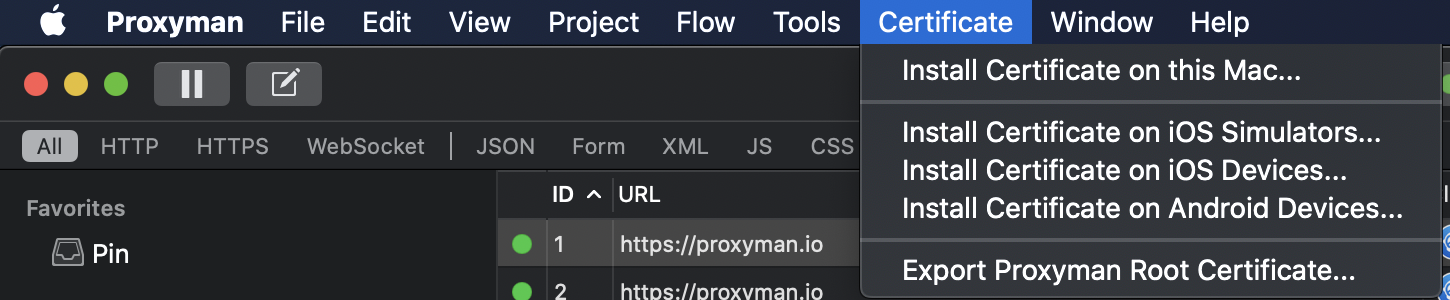 Proxyman File Edit View Project Flow Tools Certificate Window Help
Install Certificate on this Mac...
Install Certificate on iOS Simulators...
Install Certificate on iOS Devices...
Install Certificate on Android Devices...
Export Proxyman Root Certificate...
All HTTP HTTPS WebSocket JSON Form XML JS CSS
Favorites
Pin
ID URL
1 https://proxyman.io
2 https://proxyman.io